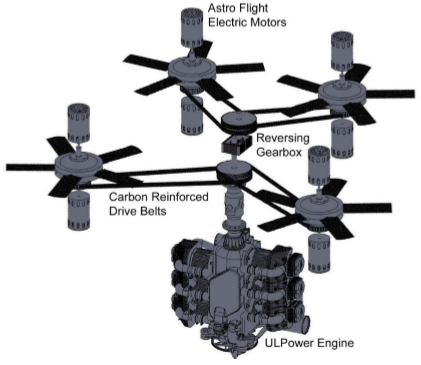 Astro Flight
Electric Motors
Reversing
Gearbox
Carbon Reinforced
Drive Belts
ULPower Engine